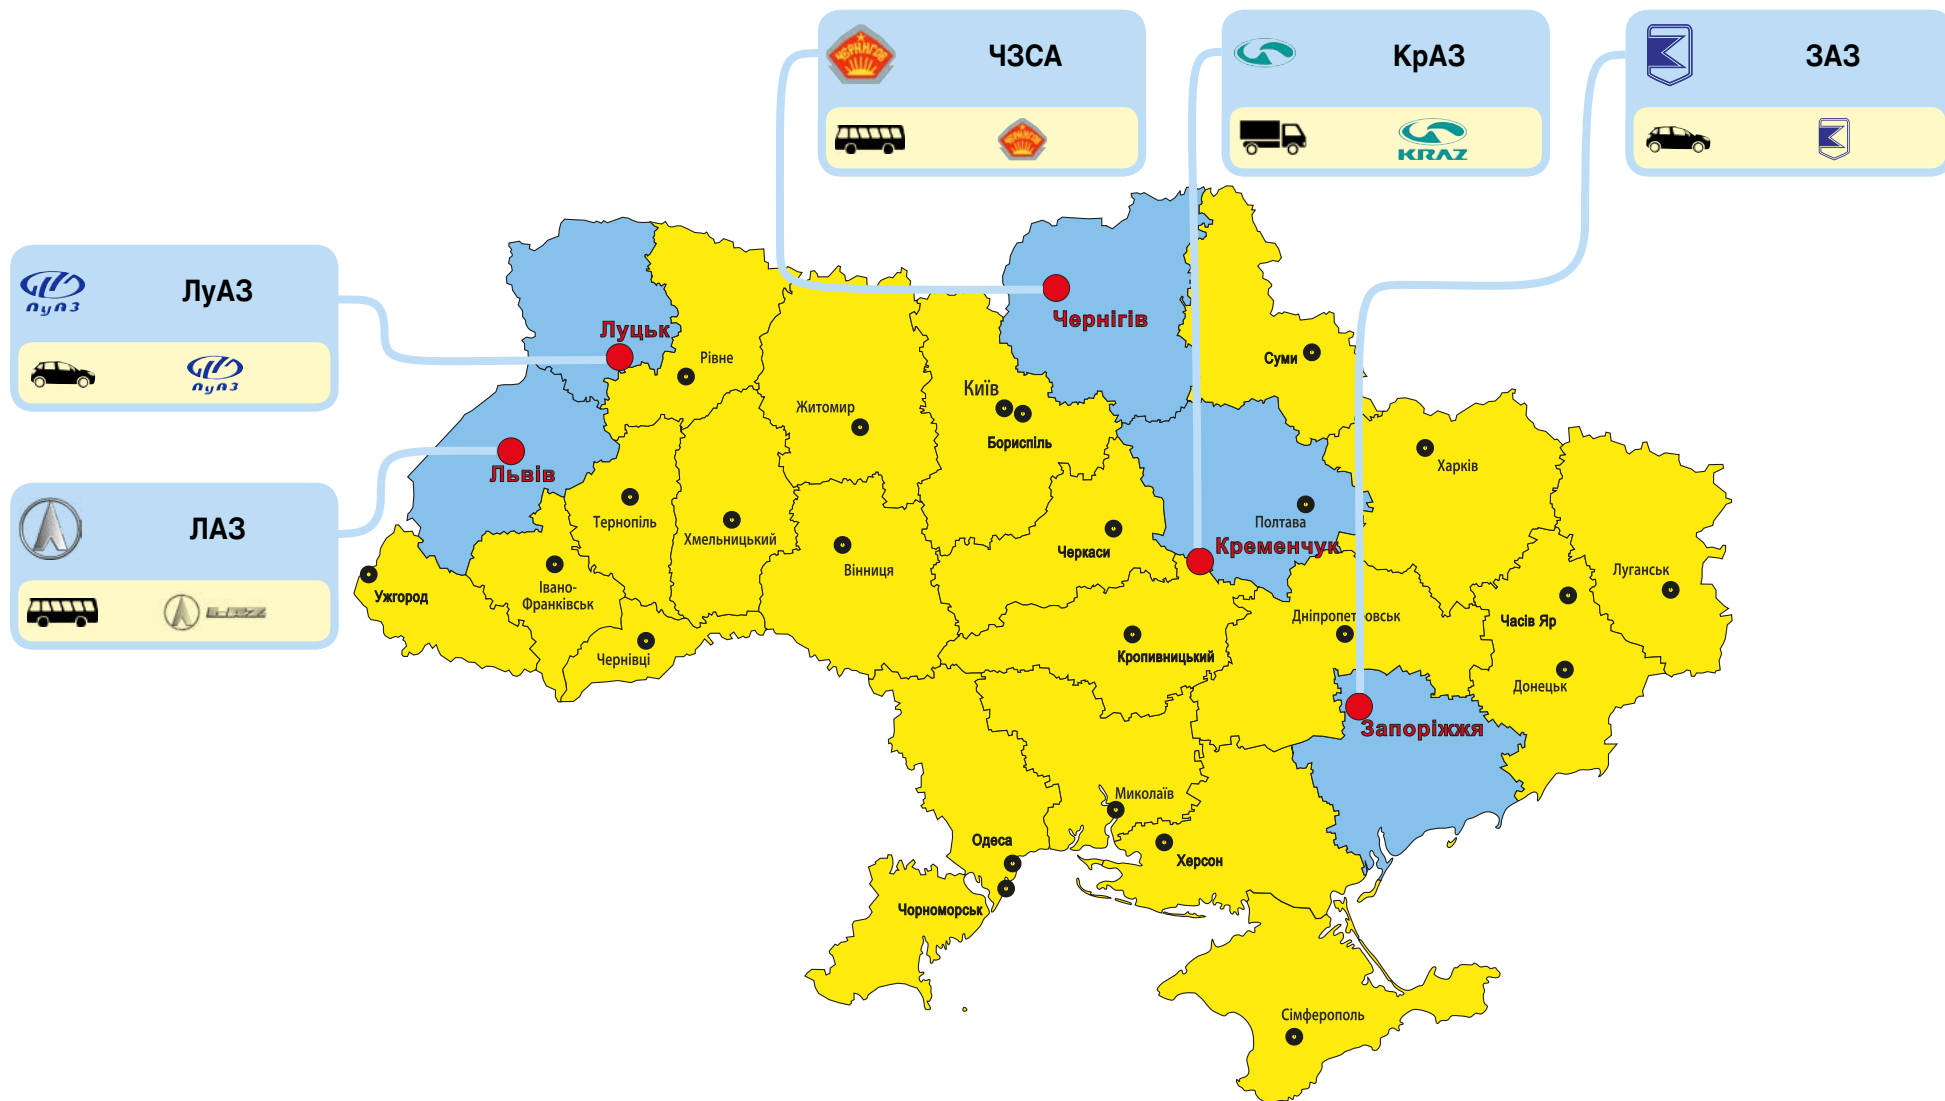 ЧЗСА
КрАЗ
ЗАЗ
ЧЕРНИГОВ
KRAZ
ЛуАЗ
ЛуАЗ
ЛуАЗ
ЛАЗ
Луцьк
Рівне
Чернігів
Суми
Київ
Бориспіль
Житомир
Львів
Харків
Тернопіль
Хмельницький
Полтава
Кременчук
Черкаси
Вінниця
Ужгород
Івано-
Франківськ
Луганськ
Часів Яр
Дніпропетровськ
Чернівці
Кропивницький
Донецьк
Запоріжжя
Миколаїв
Одеса
Херсон
Чорноморськ
Сімферополь